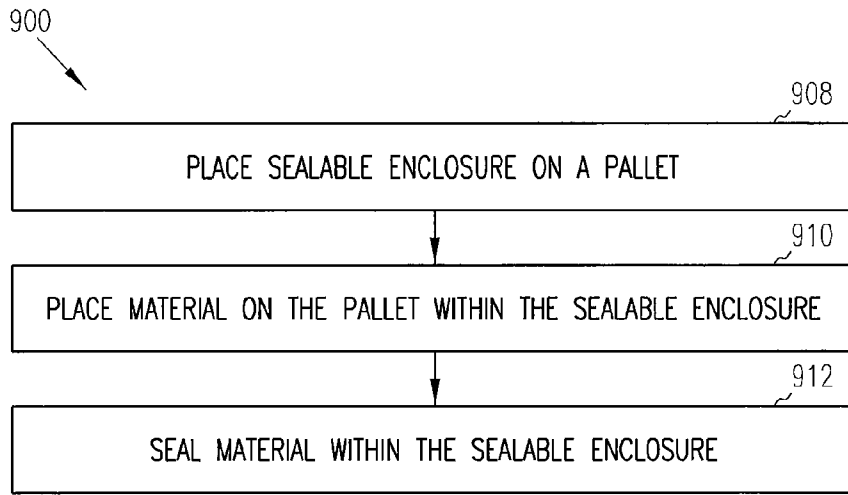 900
908
PLACE SEALABLE ENCLOSURE ON A PALLET
910
PLACE MATERIAL ON THE PALLET WITHIN THE SEALABLE ENCLOSURE
912
SEAL MATERIAL WITHIN THE SEALABLE ENCLOSURE